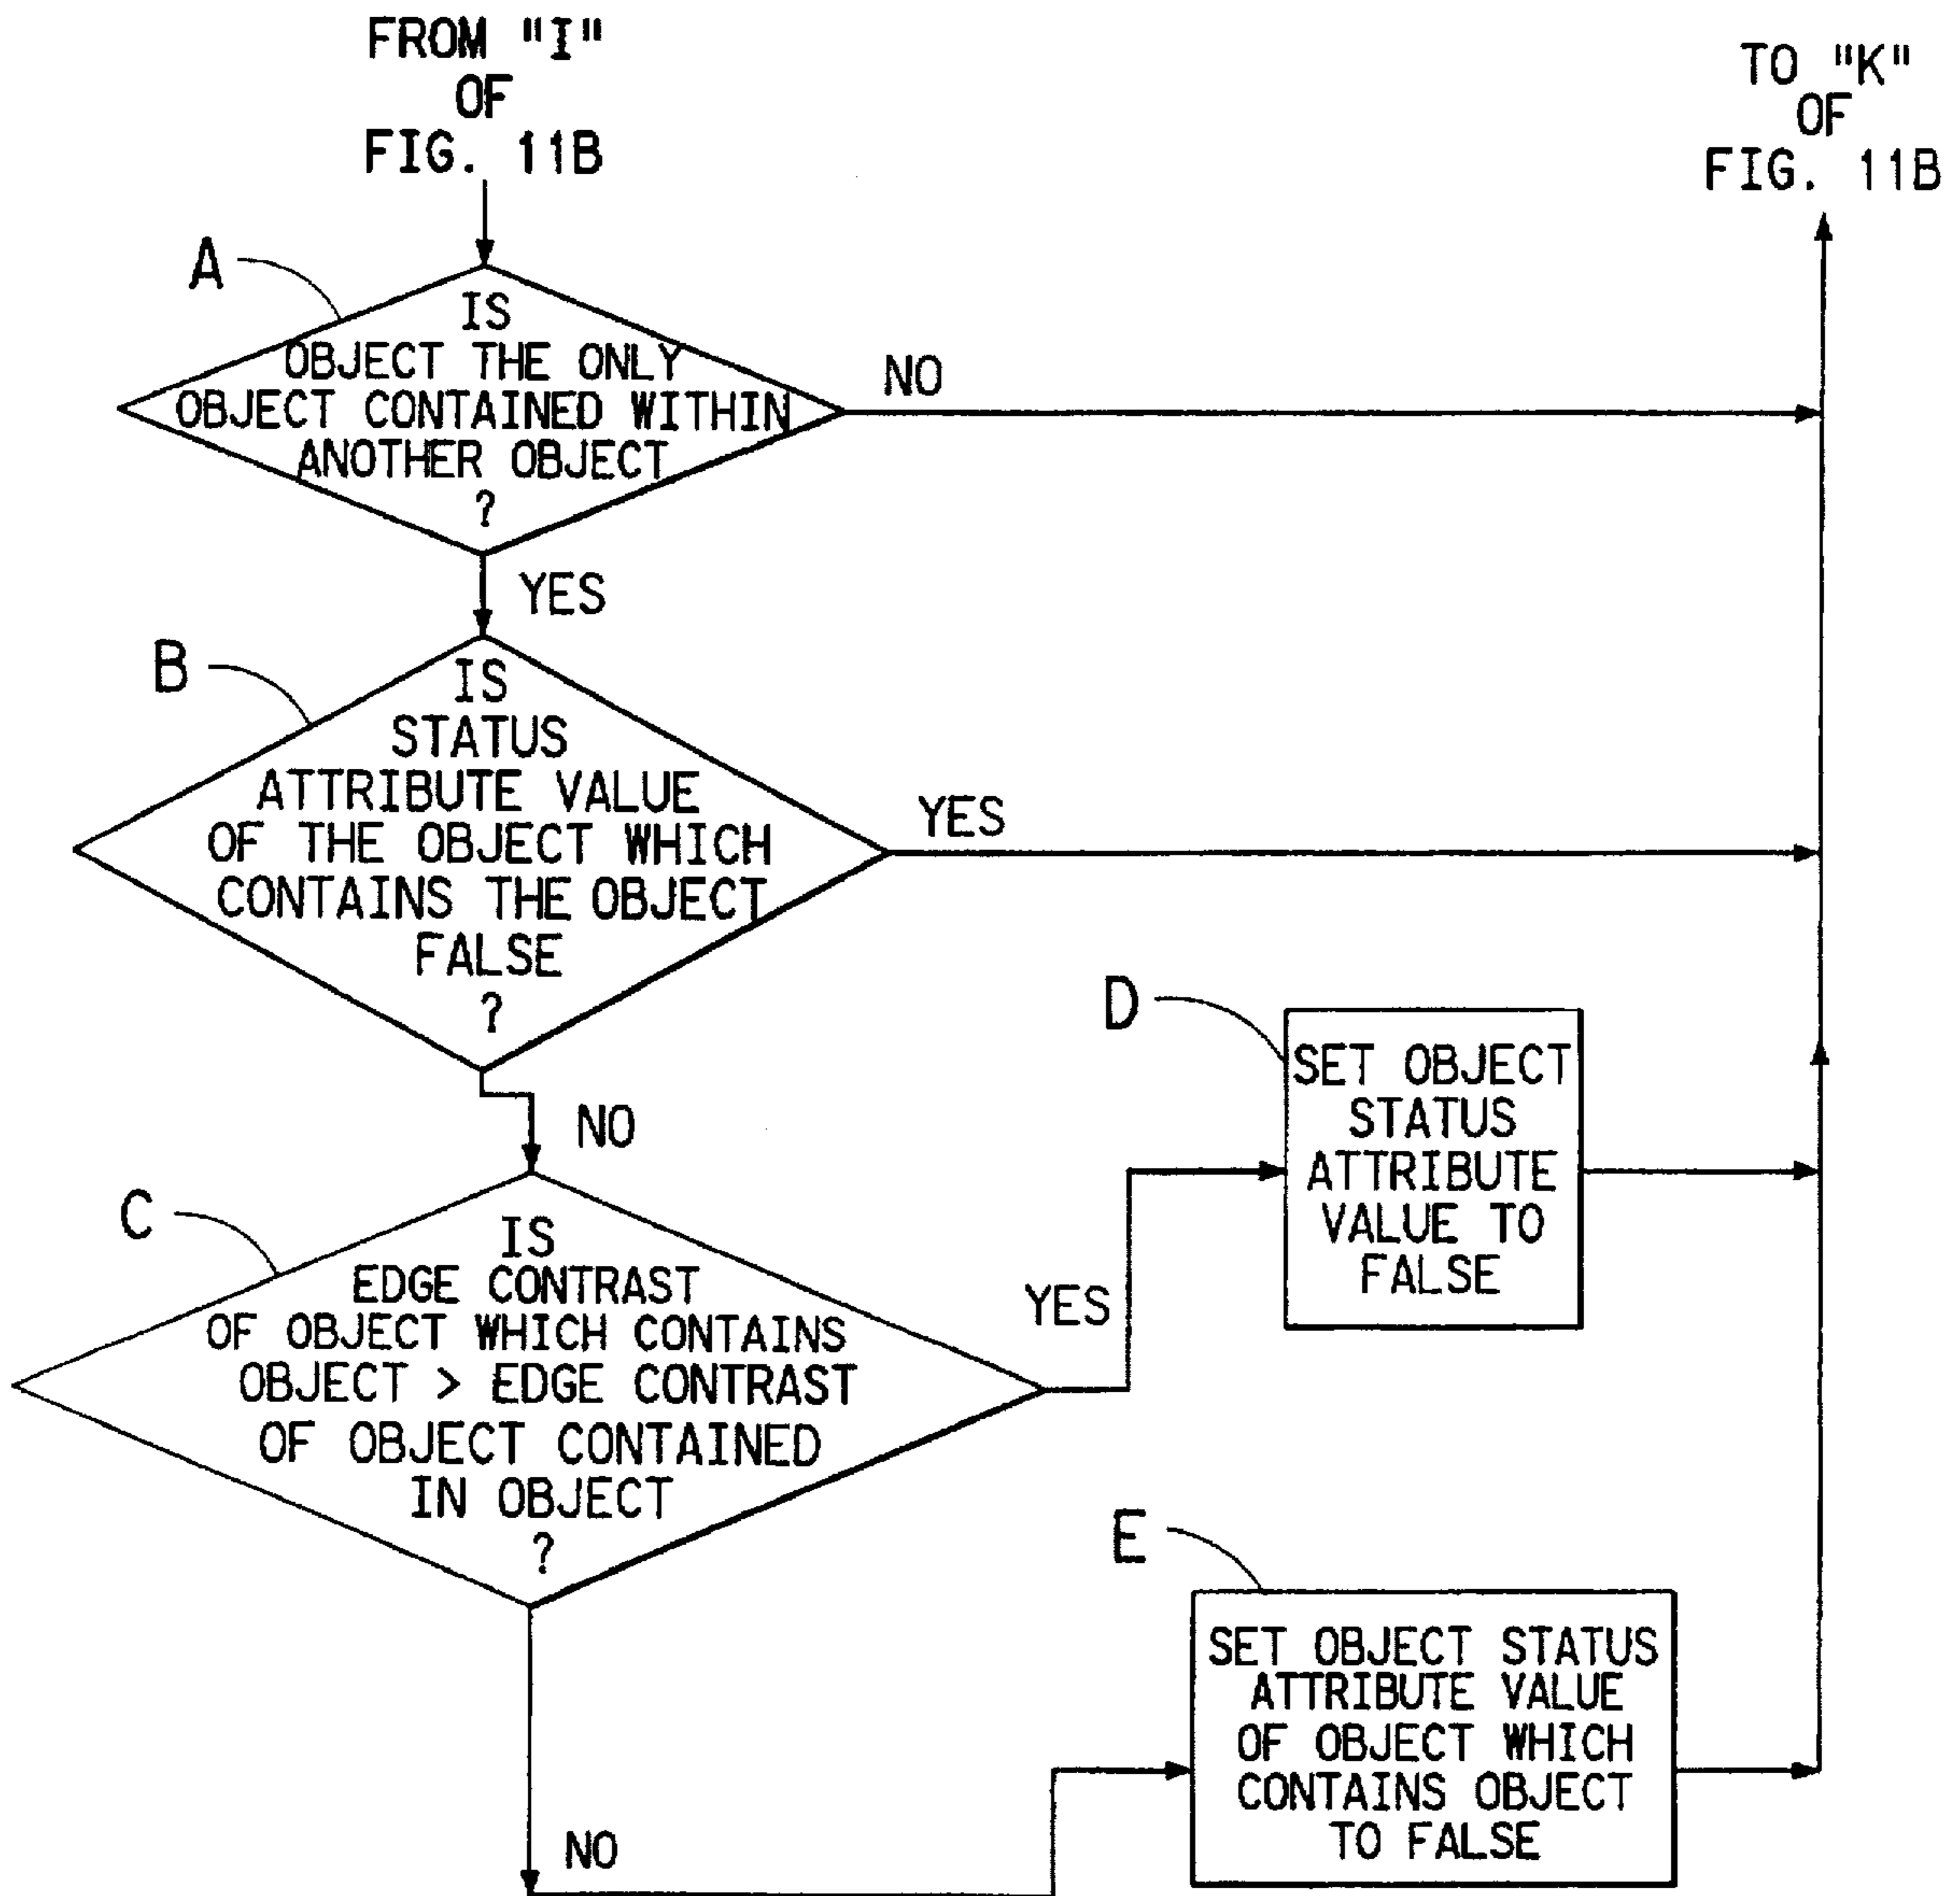 FROM "I"
OF
FIG. 11B
TO "K"
OF
FIG. 11B
A
IS
OBJECT THE ONLY
OBJECT CONTAINED WITHIN
ANOTHER OBJECT
?
NO
YES
B
IS
STATUS
ATTRIBUTE VALUE
OF THE OBJECT WHICH
CONTAINS THE OBJECT
FALSE
?
YES
NO
C
IS
EDGE CONTRAST
OF OBJECT WHICH CONTAINS
OBJECT > EDGE CONTRAST
OF OBJECT CONTAINED
IN OBJECT
?
YES
D
SET OBJECT
STATUS
ATTRIBUTE
VALUE TO
FALSE
NO
E
SET OBJECT STATUS
ATTRIBUTE VALUE
OF OBJECT WHICH
CONTAINS OBJECT
TO FALSE